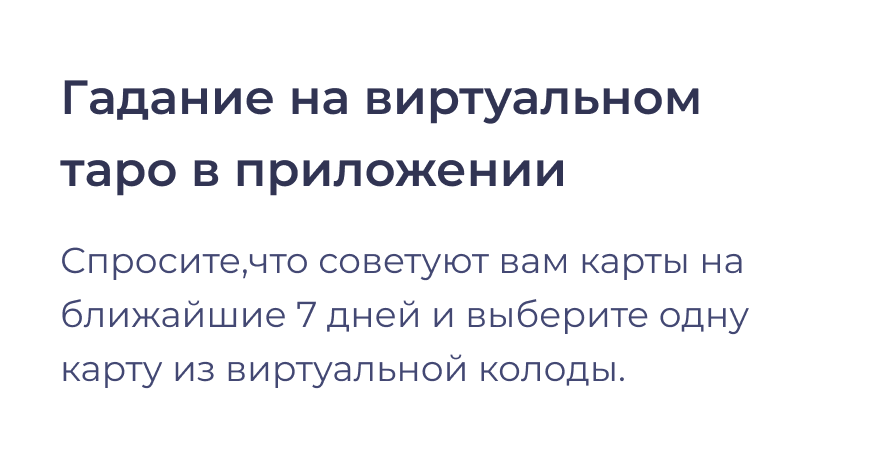 Гадание на виртуальном
таро в приложении
Спросите,что советуют вам карты на
ближайшие 7 дней и выберите одну
карту из виртуальной колоды.